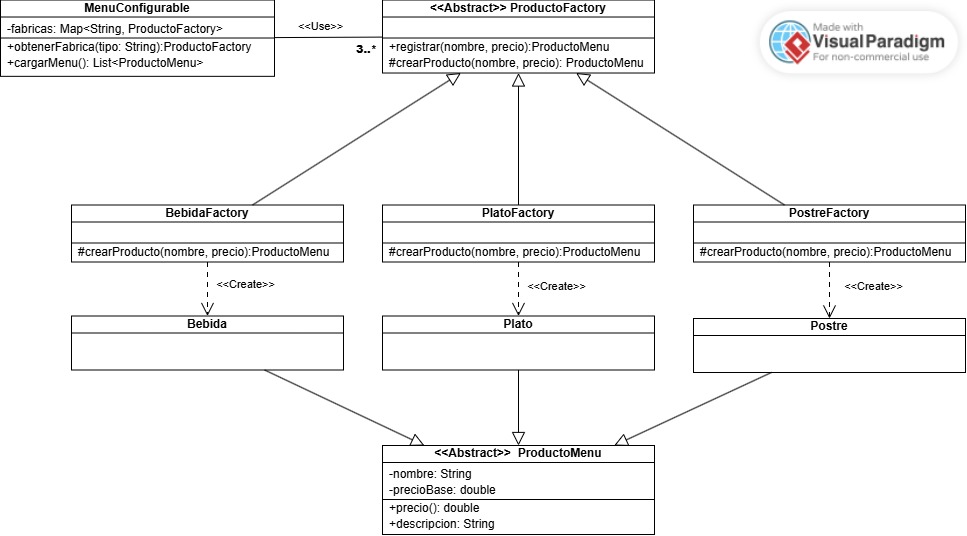 MenuConfigurable
-fabricas: Map<String, ProductoFactory>
+obtenerFabrica(tipo: String):ProductoFactory
+cargarMenu(): List<ProductoMenu>
<<Use>>
3..*
<<Abstract>> ProductoFactory
+registrar(nombre, precio):ProductoMenu
#crearProducto(nombre, precio): ProductoMenu
Made with
VisualParadigm
For non-commercial use
BebidaFactory
#crearProducto(nombre, precio):ProductoMenu
PlatoFactory
#crearProducto(nombre, precio):ProductoMenu
PostreFactory
#crearProducto(nombre, precio):ProductoMenu
<<Create>>
<<Create>>
<<Create>>
Bebida
Plato
Postre
<<Abstract>> ProductoMenu
-nombre: String
-precioBase: double
+precio(): double
+descripcion: String